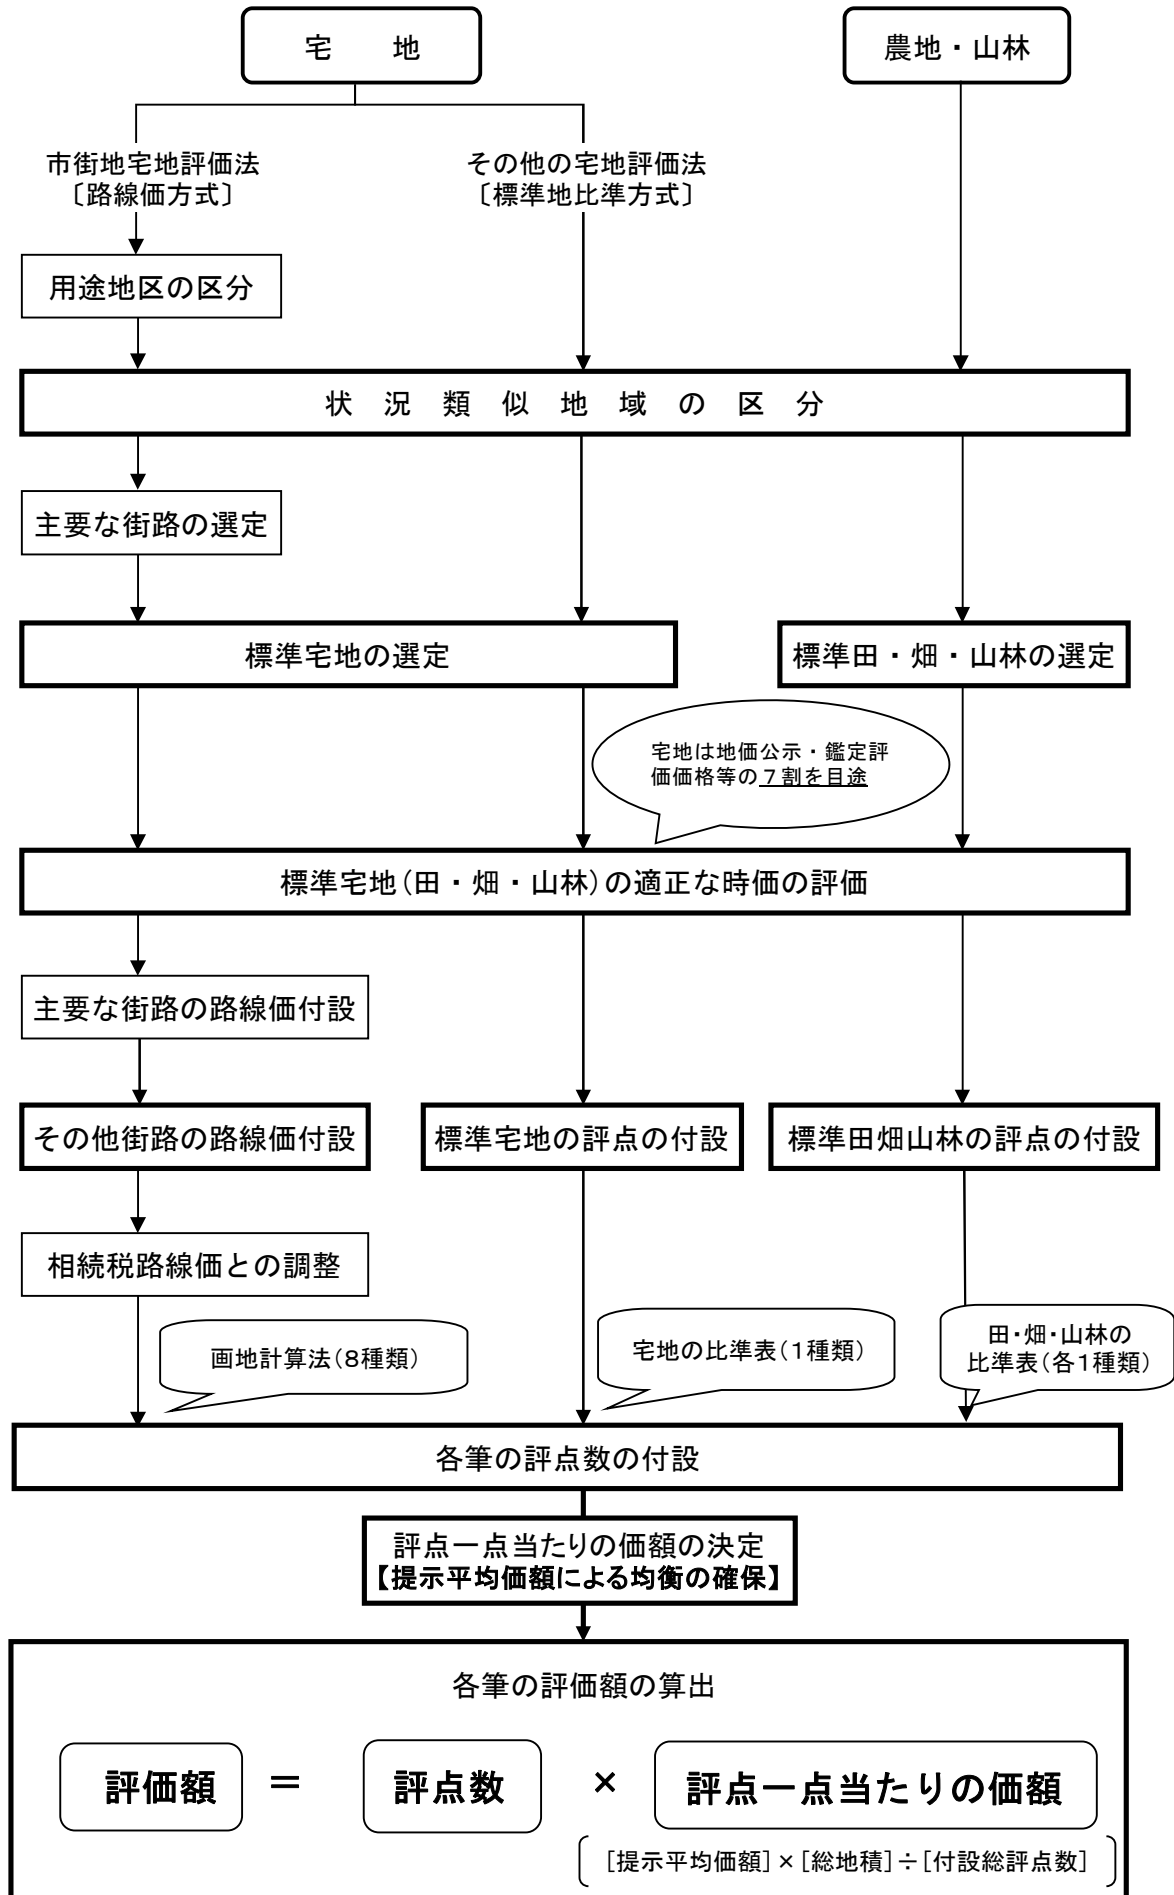 宅　　地
農地・山林
市街地宅地評価法
〔路線価方式〕
その他の宅地評価法
〔標準地比準方式〕
用途地区の区分
状　況　類　似　地　域　の　区　分
主要な街路の選定
標準宅地の選定
標準田・畑・山林の選定
宅地は地価公示・鑑定評
価価格等の７割を目途
標準宅地（田・畑・山林）の適正な時価の評価
主要な街路の路線価付設
その他街路の路線価付設
標準宅地の評点の付設
標準田畑山林の評点の付設
相続税路線価との調整
画地計算法（8種類）
宅地の比準表（1種類）
田・畑・山林の
比準表（各１種類）
各筆の評点数の付設
評点一点当たりの価額の決定
【提示平均価額による均衡の確保】
各筆の評価額の算出
評価額 ＝ 評点数 × 評点一点当たりの価額
［提示平均価額］×［総地積］÷［付設総評点数］